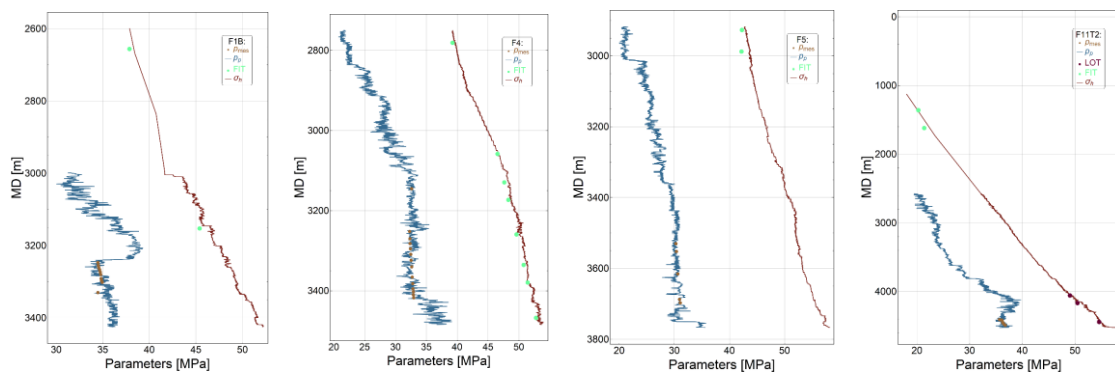 F1B
p_mes
p_p
FIT
σ_h
MD [m]
2600
2800
3000
3200
3400
30 35 40 45 50
Parameters [MPa]
F4
p_mes
p_p
FIT
σ_h
MD [m]
2800
3000
3200
3400
20 25 30 35 40 45 50
Parameters [MPa]
F5
p_mes
p_p
FIT
σ_h
MD [m]
3000
3200
3400
3600
3800
20 30 40 50
Parameters [MPa]
F11T2
p_mes
p_p
LOT
FIT
σ_h
MD [m]
0
1000
2000
3000
4000
20 30 40 50
Parameters [MPa]